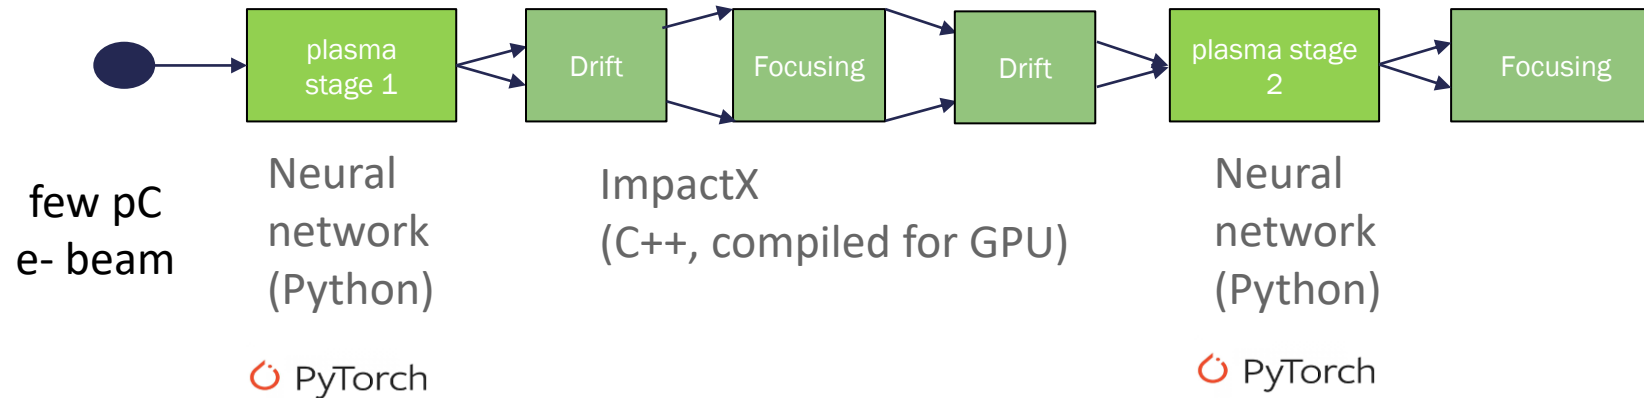 plasma
stage 1
Drift
Focusing
Drift
plasma stage
2
Focusing
few pC
e- beam
Neural
network
(Python)
ImpactX
(C++, compiled for GPU)
Neural
network
(Python)
PyTorch
PyTorch